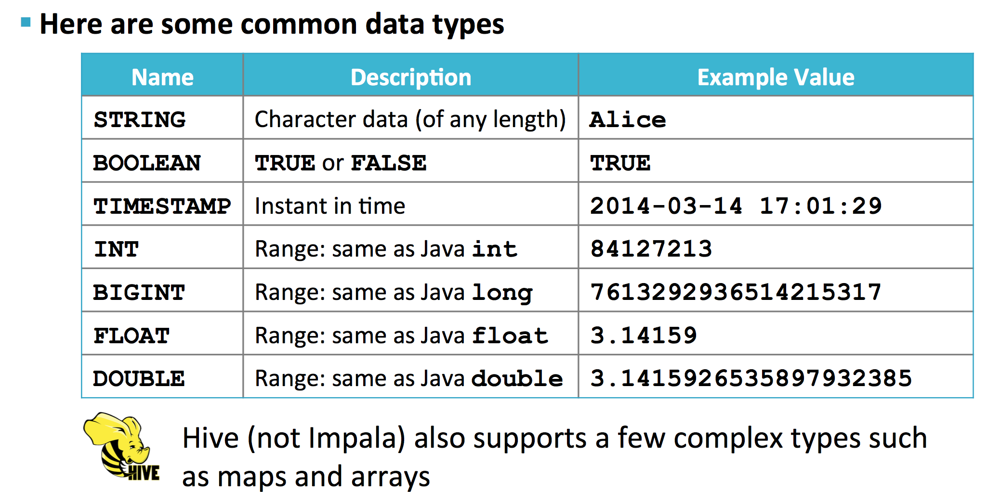 Here are some common data types
Name Description Example Value
STRING Character data (of any length) Alice
BOOLEAN TRUE or FALSE TRUE
TIMESTAMP Instant in time 2014-03-14 17:01:29
INT Range: same as Java int 84127213
BIGINT Range: same as Java long 7613292936514215317
FLOAT Range: same as Java float 3.14159
DOUBLE Range: same as Java double 3.1415926535897932385
HIVE
Hive (not Impala) also supports a few complex types such
as maps and arrays